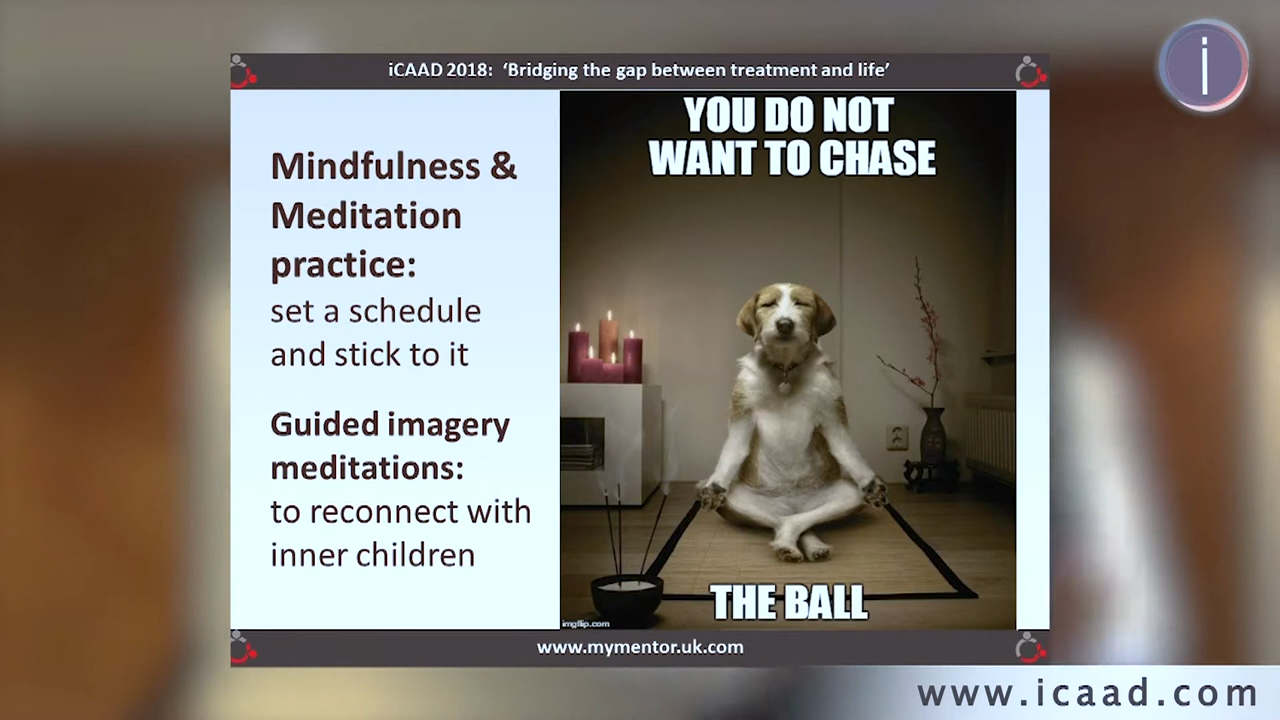 iCAAD 2018: ‘Bridging the gap between treatment and life’
i
Mindfulness &
Meditation
practice:
set a schedule
and stick to it
Guided imagery
meditations:
to reconnect with
inner children
YOU DO NOT
WANT TO CHASE
THE BALL
imgflip.com
www.mymentor.uk.com
www.icaad.com